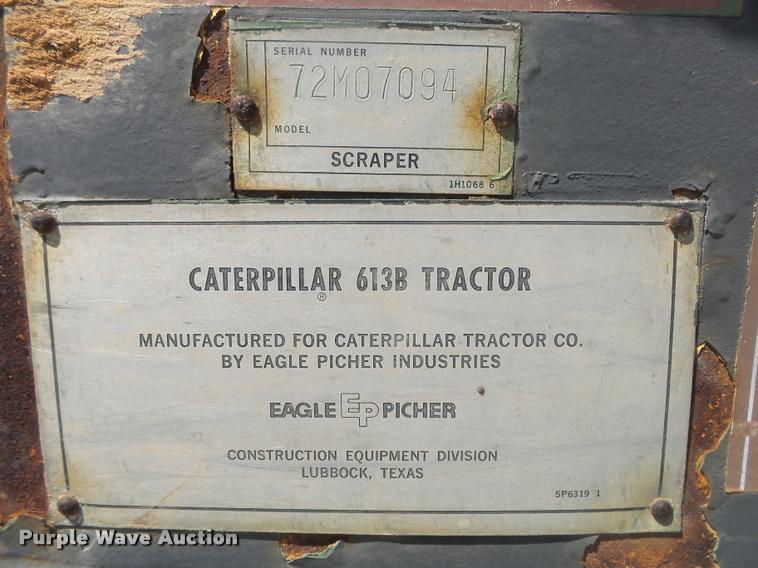 SERIAL NUMBER
72M07094
MODEL
SCRAPER
1H1068 6
CATERPILLAR 613B TRACTOR
®
MANUFACTURED FOR CATERPILLAR TRACTOR CO.
BY EAGLE PICHER INDUSTRIES
EAGLE EP PICHER
CONSTRUCTION EQUIPMENT DIVISION
LUBBOCK, TEXAS
5P6319 1
Purple Wave Auction